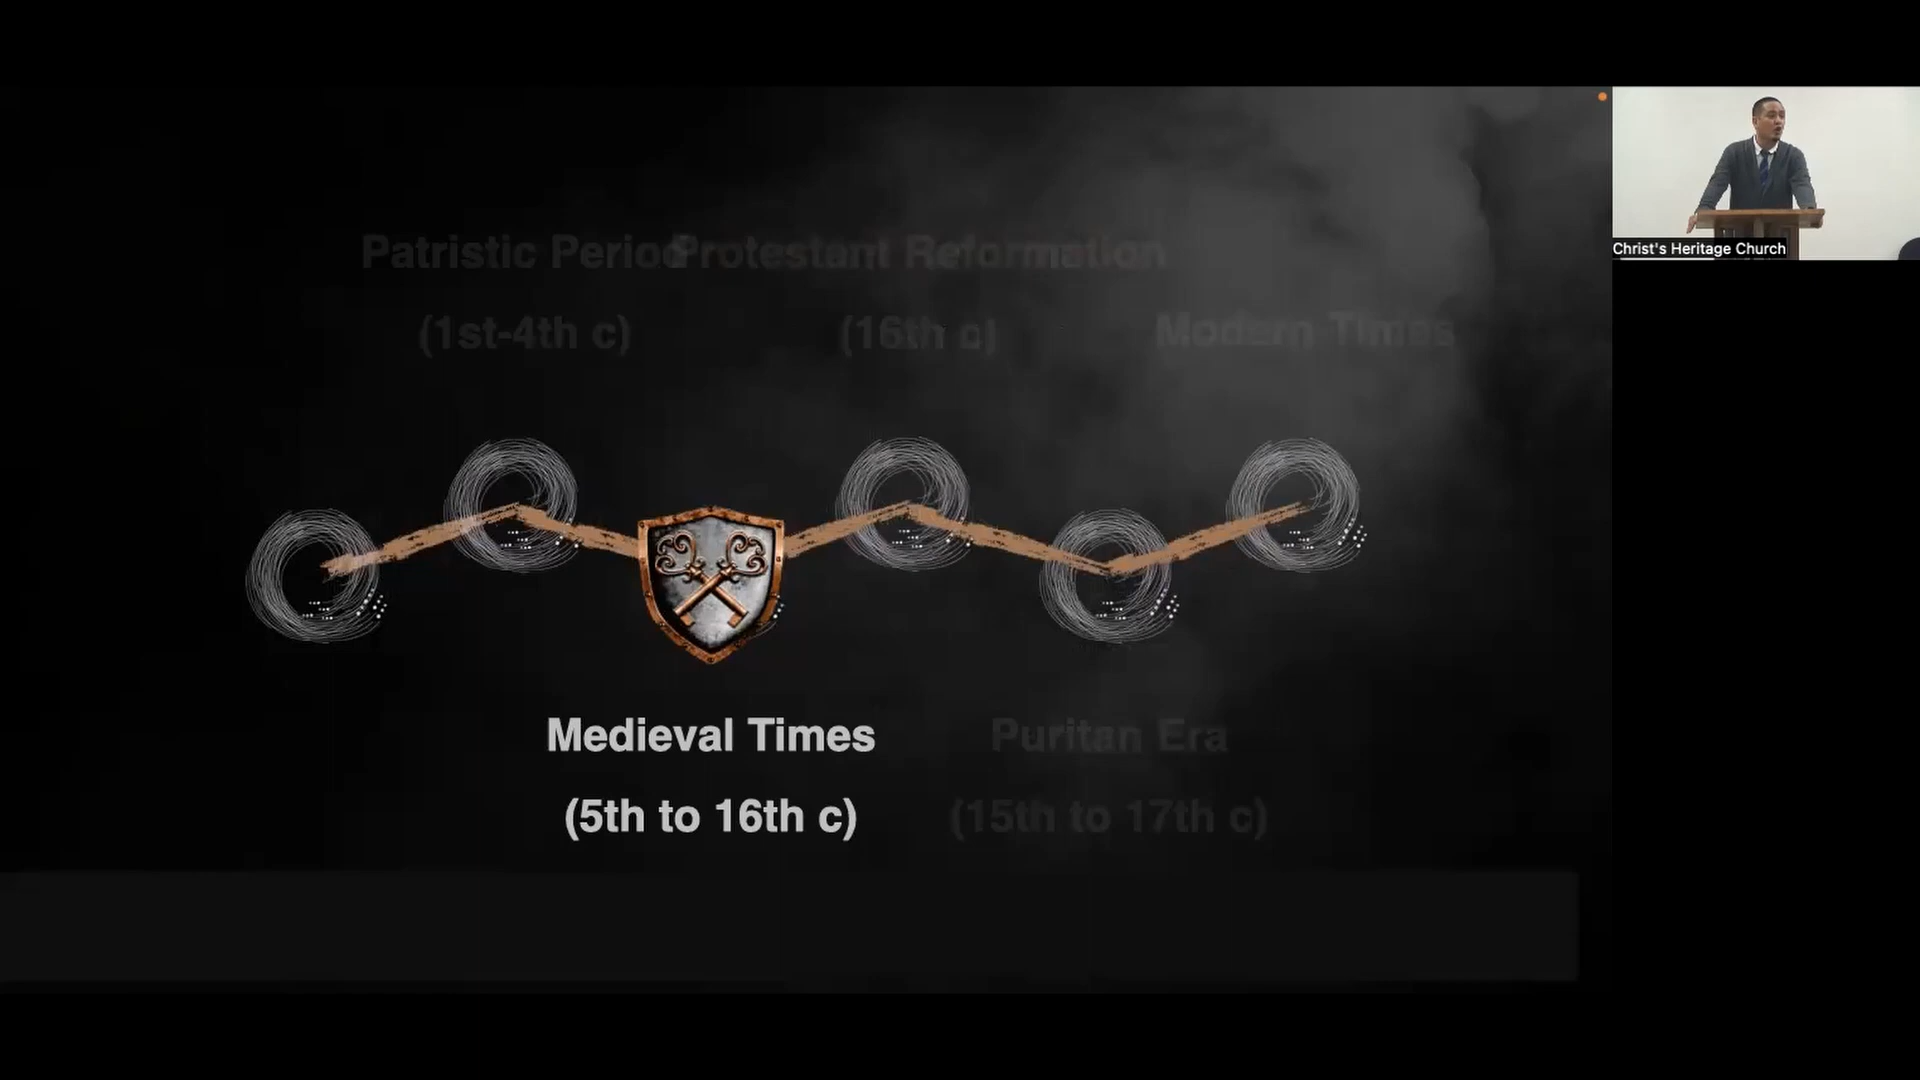 Patristic Period
Protestant Reformation
(1st-4th c)
(16th c)
Modern Times
Christ's Heritage Church
Medieval Times
Puritan Era
(5th to 16th c)
(15th to 17th c)